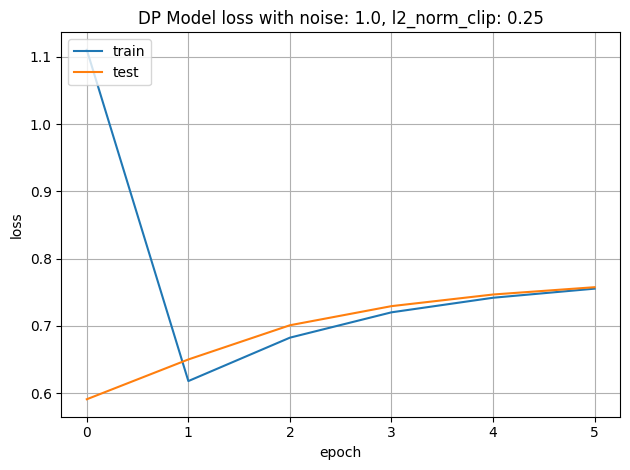 DP Model loss with noise: 1.0, l2_norm_clip: 0.25
train
test
1.1
1.0
0.9
0.8
0.7
0.6
loss
0 1 2 3 4 5
epoch